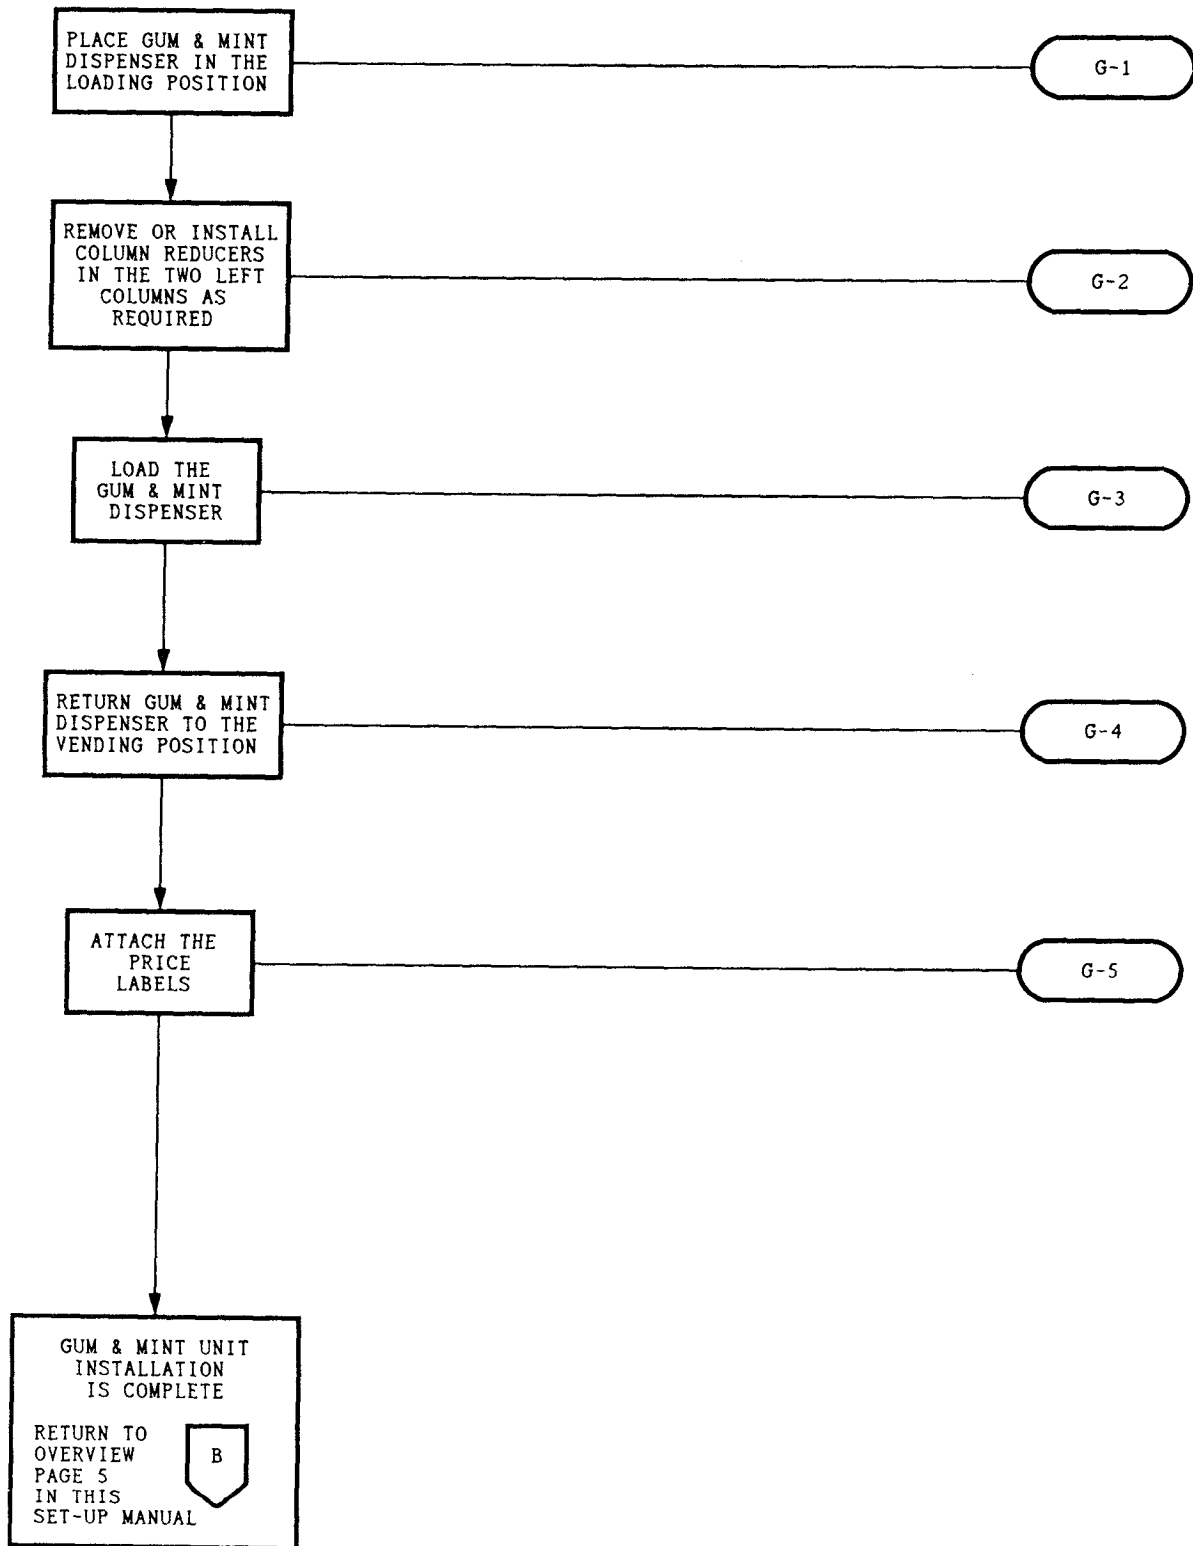 PLACE GUM & MINT
DISPENSER IN THE
LOADING POSITION
G-1
REMOVE OR INSTALL
COLUMN REDUCERS
IN THE TWO LEFT
COLUMNS AS
REQUIRED
G-2
LOAD THE
GUM & MINT
DISPENSER
G-3
RETURN GUM & MINT
DISPENSER TO THE
VENDING POSITION
G-4
ATTACH THE
PRICE
LABELS
G-5
GUM & MINT UNIT
INSTALLATION
IS COMPLETE
RETURN TO
OVERVIEW
PAGE 5
IN THIS
SET-UP MANUAL
B